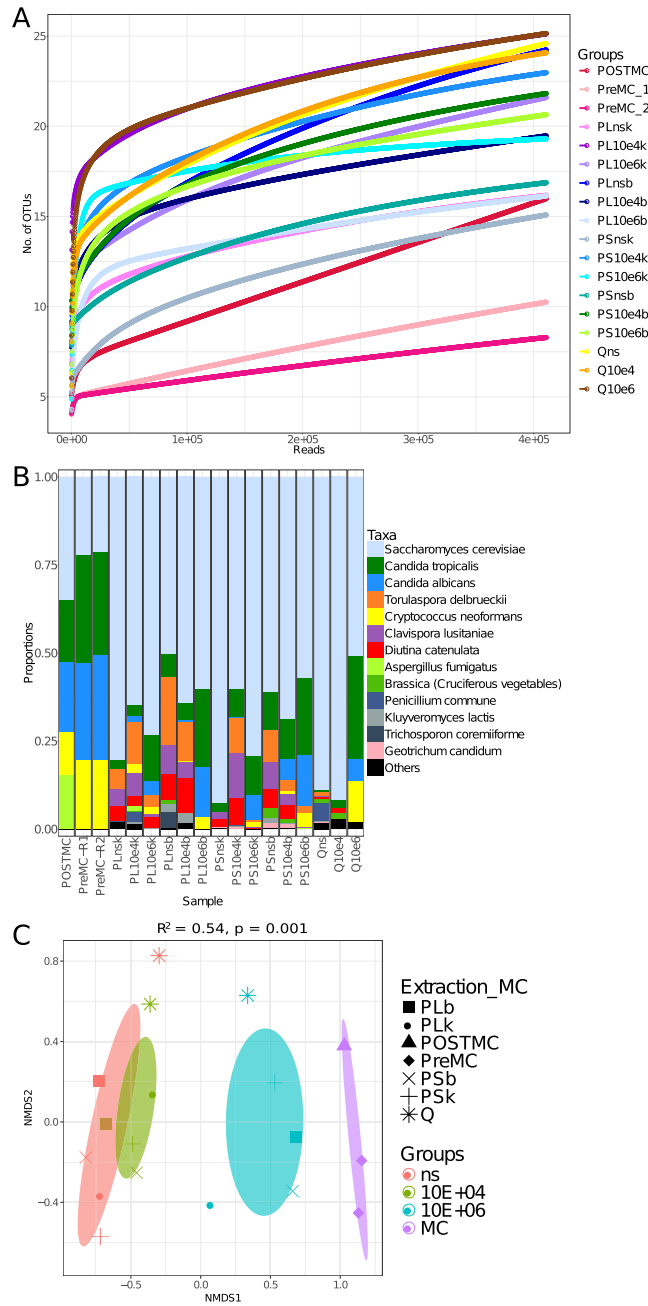 A
No. of OTUs
25
20
15
10
5
0e+00
1e+05
2e+05
3e+05
4e+05
Reads
Groups
POSTMC
PreMC_1
PreMC_2
PLnsk
PL10e4k
PL10e6k
PLnsb
PL10e4b
PL10e6b
PSnsk
PS10e4k
PS10e6k
PSnsb
PS10e4b
PS10e6b
Qns
Q10e4
Q10e6
B
Proportions
1.00
0.75
0.50
0.25
0.00
POSTMC
PreMC-R1
PreMC-R2
PLnsk
PL10e4k
PL10e6k
PLnsb
PL10e4b
PL10e6b
PSnsk
PS10e4k
PS10e6k
PSnsb
PS10e4b
PS10e6b
Qns
Q10e4
Q10e6
Sample
Taxa
Saccharomyces cerevisiae
Candida tropicalis
Candida albicans
Torulaspora delbrueckii
Cryptococcus neoformans
Clavispora lusitaniae
Diutina catenulata
Aspergillus fumigatus
Brassica (Cruciferous vegetables)
Penicillium commune
Kluyveromyces lactis
Trichosporon coremiiforme
Geotrichum candidum
Others
C
R² = 0.54, p = 0.001
NMDS2
0.8
0.4
0.0
−0.4
−0.5
0.0
0.5
1.0
NMDS1
Extraction_MC
PLb
PLk
POSTMC
PreMC
PSb
PSk
Q
Groups
ns
10E+04
10E+06
MC